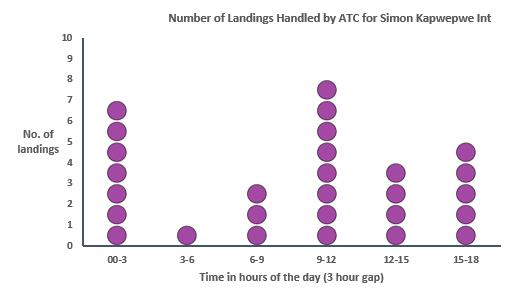 Number of Landings Handled by ATC for Simon Kapwepwe Int
10
9
8
7
6
5
4
3
2
1
0
No. of
landings
00-3 3-6 6-9 9-12 12-15 15-18
Time in hours of the day (3 hour gap)